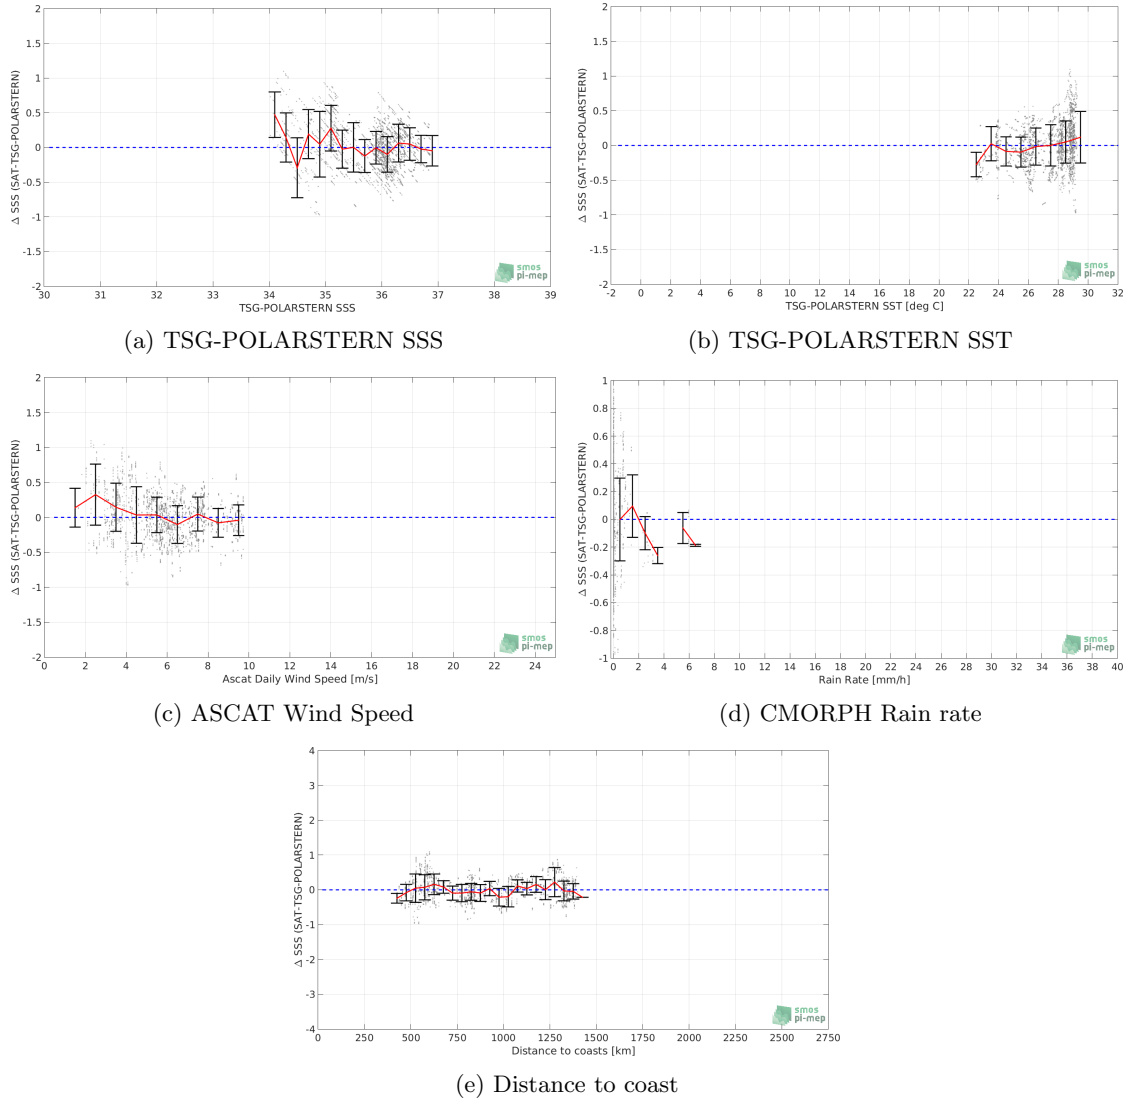 2
1.5
1
0.5
0
-0.5
-1
-1.5
-2
Δ SSS (SAT-TSG-POLARSTERN)
30 31 32 33 34 35 36 37 38 39
TSG-POLARSTERN SSS
smos
pi-mep
(a) TSG-POLARSTERN SSS
2
1.5
1
0.5
0
-0.5
-1
-1.5
-2
Δ SSS (SAT-TSG-POLARSTERN)
-2 0 2 4 6 8 10 12 14 16 18 20 22 24 26 28 30 32
TSG-POLARSTERN SST [deg C]
smos
pi-mep
(b) TSG-POLARSTERN SST
2
1.5
1
0.5
0
-0.5
-1
-1.5
-2
Δ SSS (SAT-TSG-POLARSTERN)
0 2 4 6 8 10 12 14 16 18 20 22 24
Ascat Daily Wind Speed [m/s]
smos
pi-mep
(c) ASCAT Wind Speed
1
0.8
0.6
0.4
0.2
0
-0.2
-0.4
-0.6
-0.8
-1
Δ SSS (SAT-TSG-POLARSTERN)
0 2 4 6 8 10 12 14 16 18 20 22 24 26 28 30 32 34 36 38 40
Rain Rate [mm/h]
smos
pi-mep
(d) CMORPH Rain rate
4
3
2
1
0
-1
-2
-3
-4
Δ SSS (SAT-TSG-POLARSTERN)
0 250 500 750 1000 1250 1500 1750 2000 2250 2500 2750
Distance to coasts [km]
smos
pi-mep
(e) Distance to coast